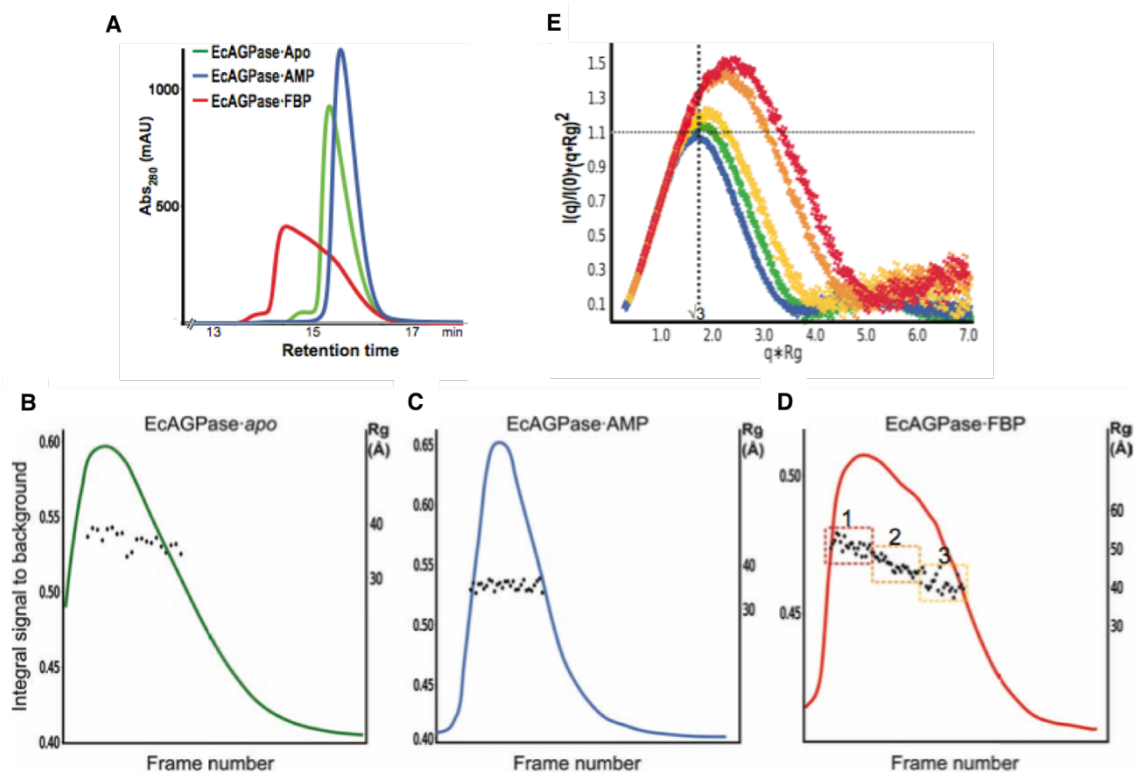 A
EcAGPase·Apo
EcAGPase·AMP
EcAGPase·FBP
1000
500
Abs280 (mAU)
13 15 17 min
Retention time
E
1.5
1.3
1.1
0.9
0.7
0.5
0.3
0.1
I(q)/I(0)*(q*Rg)2
√3
1.0 2.0 3.0 4.0 5.0 6.0 7.0
q*Rg
B
EcAGPase·apo
Rg
(Å)
0.60
0.55
0.50
0.45
0.40
40
30
Integral signal to background
Frame number
C
EcAGPase·AMP
Rg
(Å)
0.65
0.60
0.55
0.50
0.45
0.40
40
30
Frame number
D
EcAGPase·FBP
Rg
(Å)
0.50
0.45
60
50
40
30
1
2
3
Frame number